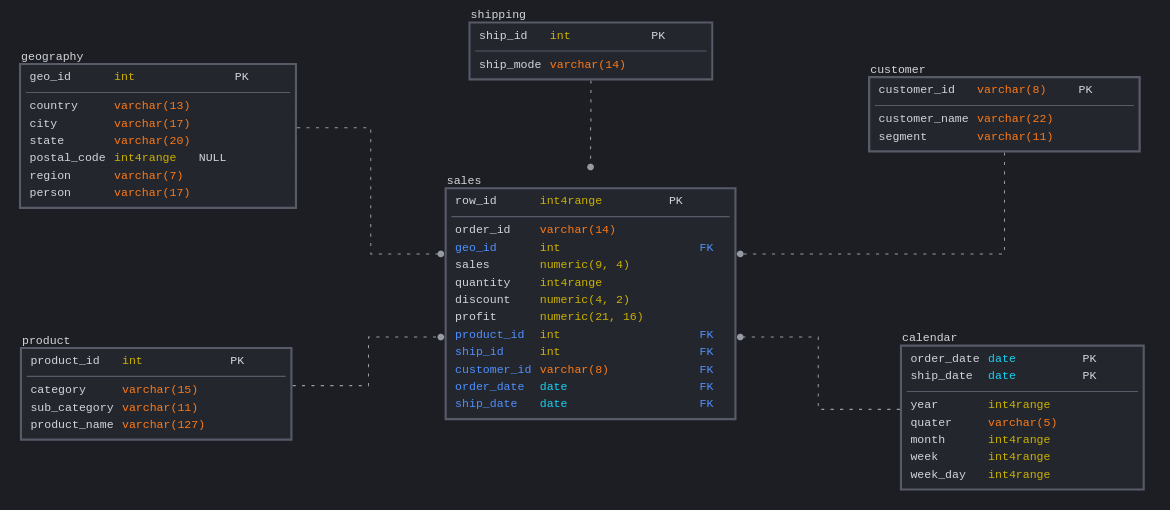 shipping
ship_id int PK
ship_mode varchar(14)
geography
geo_id int PK
country varchar(13)
city varchar(17)
state varchar(20)
postal_code int4range NULL
region varchar(7)
person varchar(17)
customer
customer_id varchar(8) PK
customer_name varchar(22)
segment varchar(11)
sales
row_id int4range PK
order_id varchar(14)
geo_id int FK
sales numeric(9, 4)
quantity int4range
discount numeric(4, 2)
profit numeric(21, 16)
product_id int FK
ship_id int FK
customer_id varchar(8) FK
order_date date FK
ship_date date FK
product
product_id int PK
category varchar(15)
sub_category varchar(11)
product_name varchar(127)
calendar
order_date date PK
ship_date date PK
year int4range
quater varchar(5)
month int4range
week int4range
week_day int4range